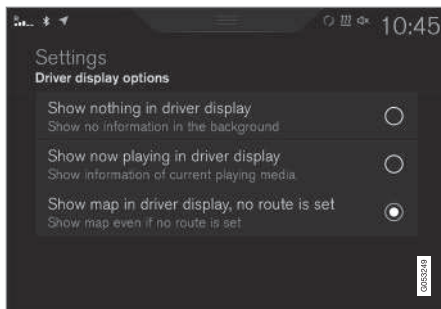 10:45
Settings
Driver display options
Show nothing in driver display
Show no information in the background
Show now playing in driver display
Show information of current playing media.
Show map in driver display, no route is set
Show map even if no route is set
G053249